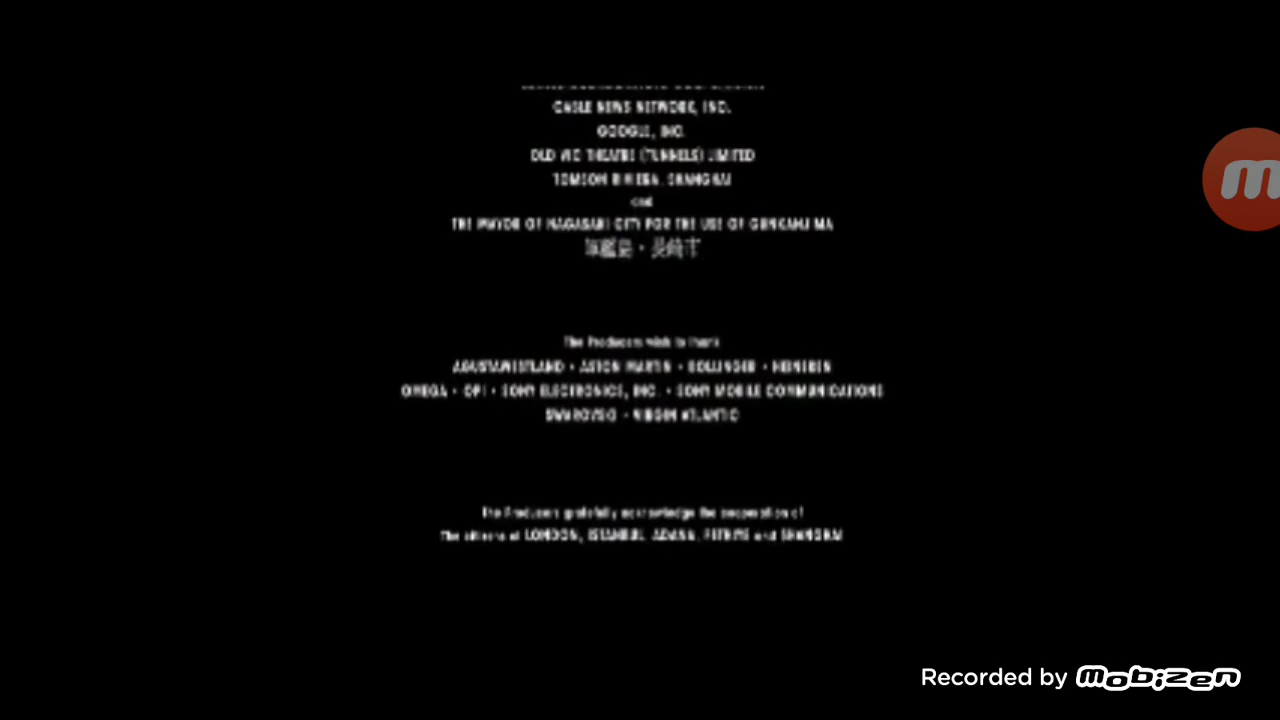 CABLE NEWS NETWORK, INC.
GOOGLE, INC.
OLD VIC THEATRE (TUNNELS) LIMITED
TOMSON RIVIERA, SHANGHAI
and
THE MAYOR OF NAGASAKI CITY FOR THE USE OF GUNKANJIMA
軍艦島・長崎市
The Producers wish to thank
AGUSTAWESTLAND • ASTON MARTIN • BOLLINGER • HEINEKEN
OMEGA • OPI • SONY ELECTRONICS, INC. • SONY MOBILE COMMUNICATIONS
SWAROVSKI • VIRGIN ATLANTIC
The Producers gratefully acknowledge the cooperation of
The citizens of LONDON, ISTANBUL, ADANA, FETHIYE and SHANGHAI
Recorded by mobizen